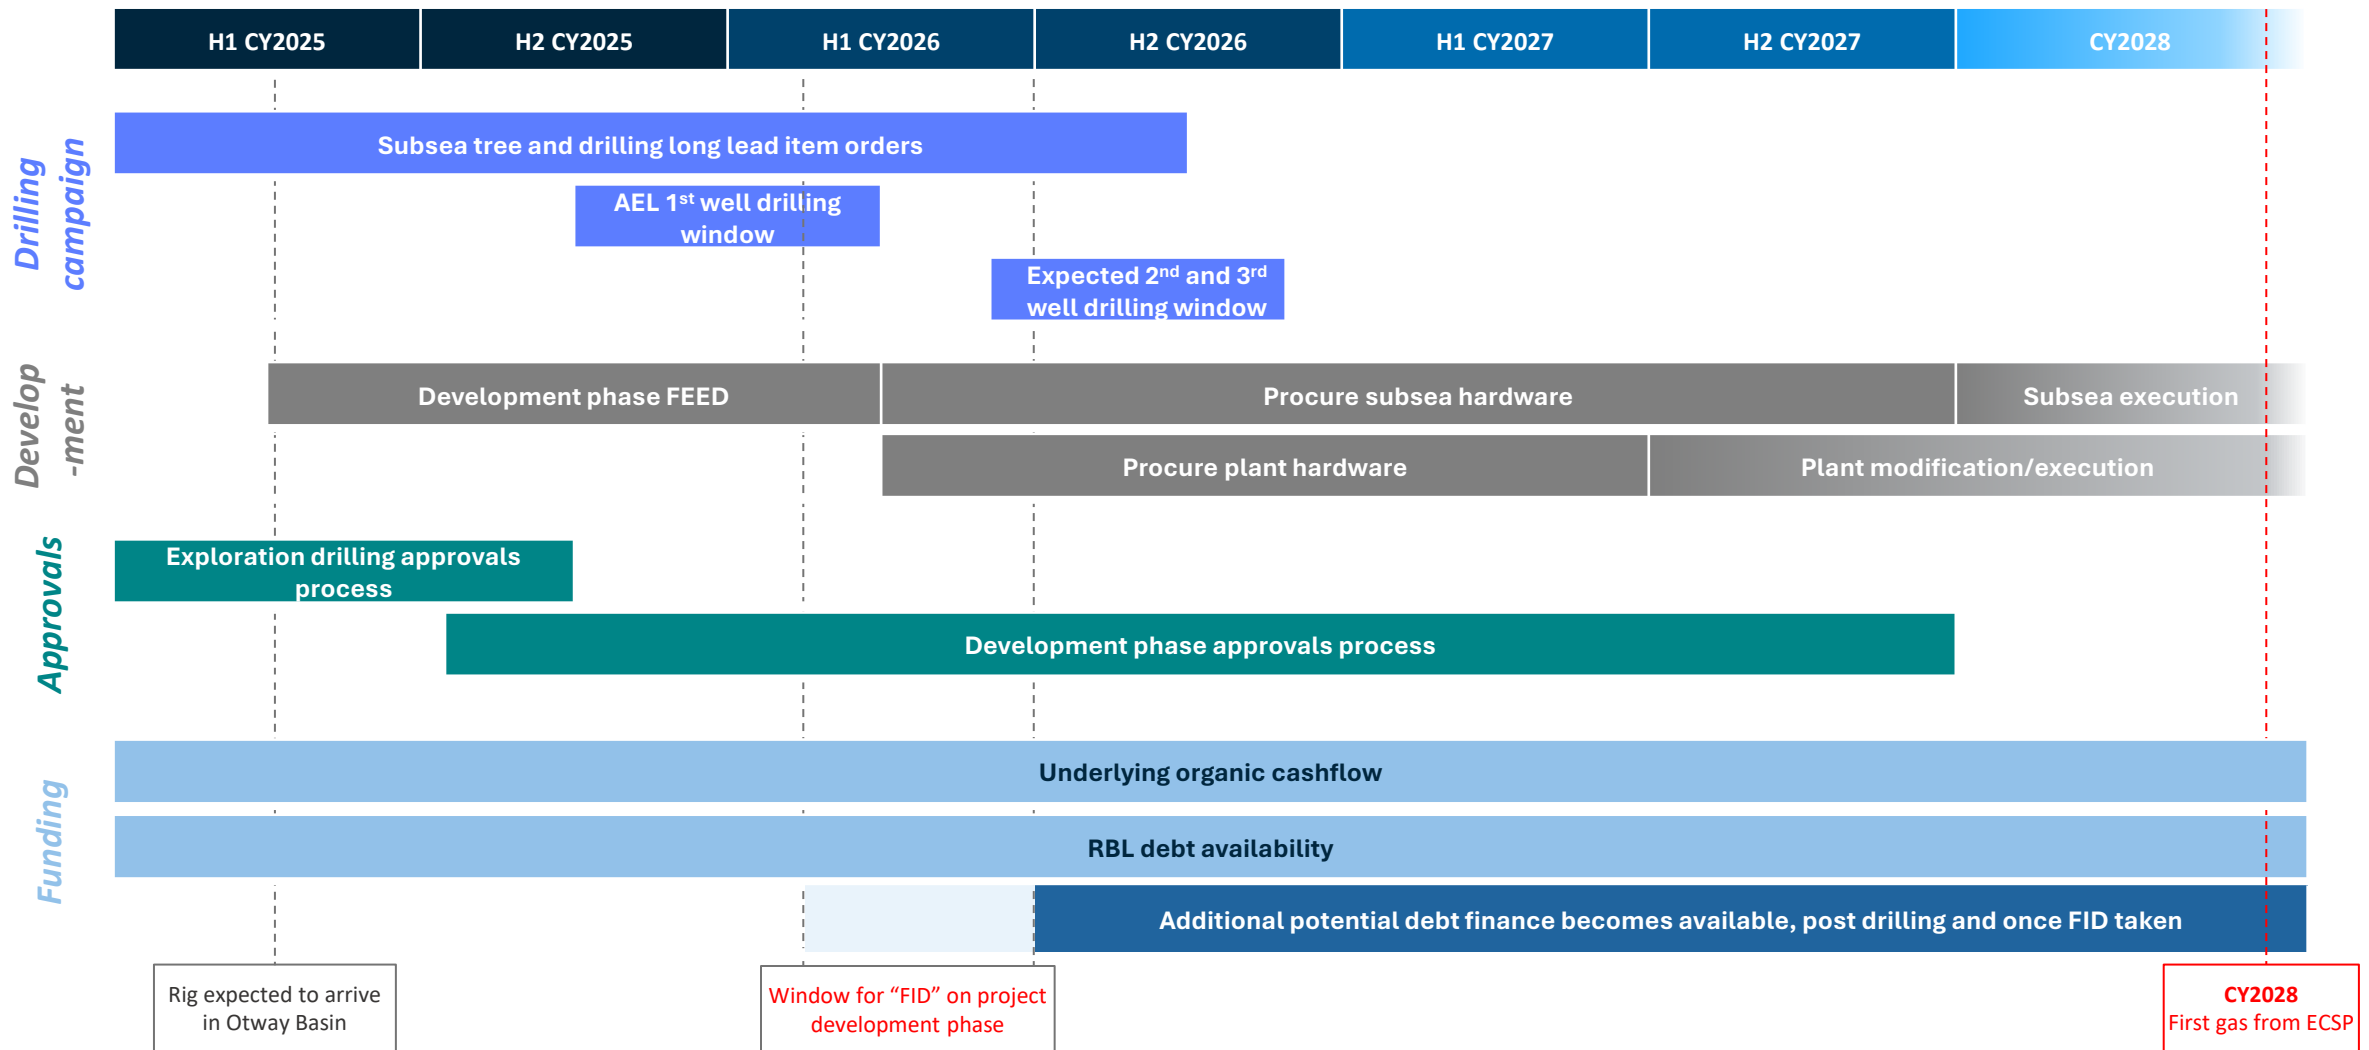 H1 CY2025
H2 CY2025
H1 CY2026
H2 CY2026
H1 CY2027
H2 CY2027
CY2028
Drilling
campaign
Subsea tree and drilling long lead item orders
AEL 1st well drilling
window
Expected 2nd and 3rd
well drilling window
Develop
-ment
Development phase FEED
Procure subsea hardware
Subsea execution
Procure plant hardware
Plant modification/execution
Approvals
Exploration drilling approvals
process
Development phase approvals process
Funding
Underlying organic cashflow
RBL debt availability
Additional potential debt finance becomes available, post drilling and once FID taken
Rig expected to arrive
in Otway Basin
Window for “FID” on project
development phase
CY2028
First gas from ECSP